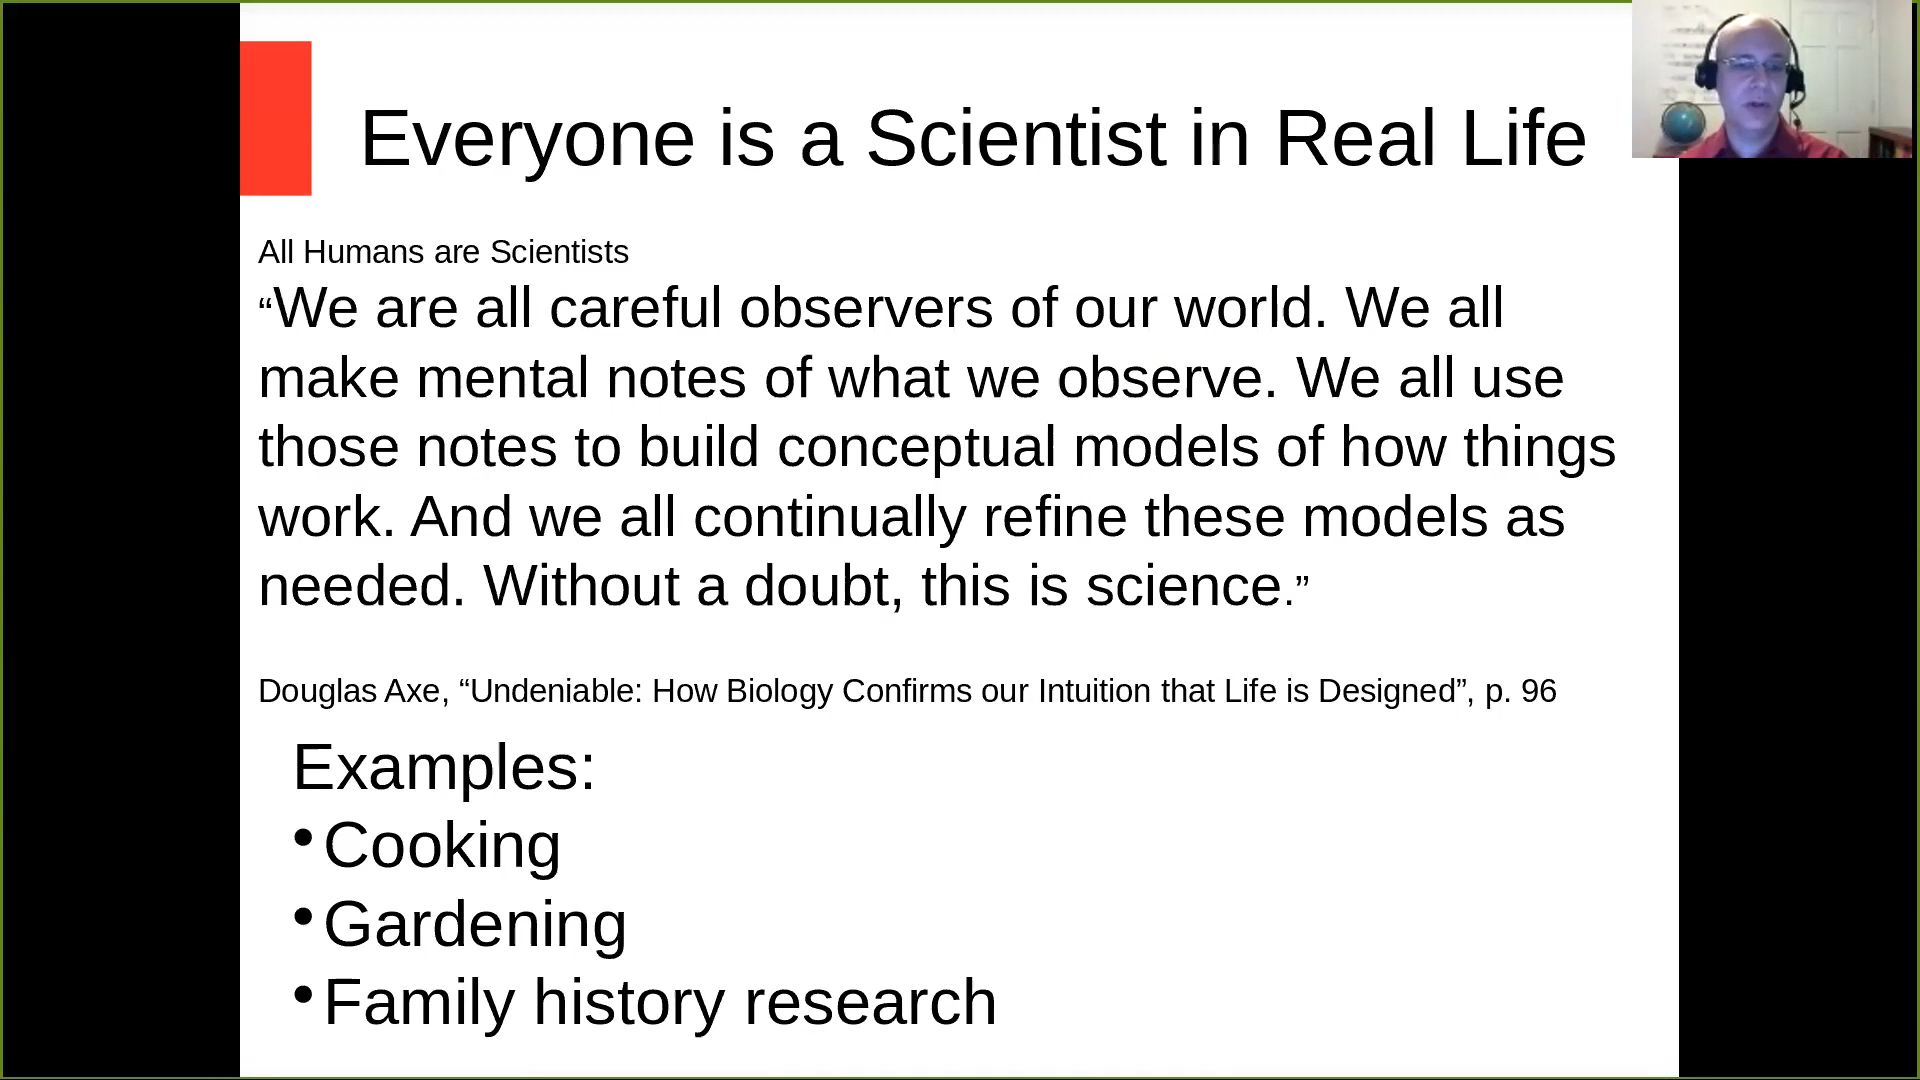 Everyone is a Scientist in Real Life
All Humans are Scientists
“We are all careful observers of our world. We all
make mental notes of what we observe. We all use
those notes to build conceptual models of how things
work. And we all continually refine these models as
needed. Without a doubt, this is science.”
Douglas Axe, “Undeniable: How Biology Confirms our Intuition that Life is Designed”, p. 96
Examples:
• Cooking
• Gardening
• Family history research